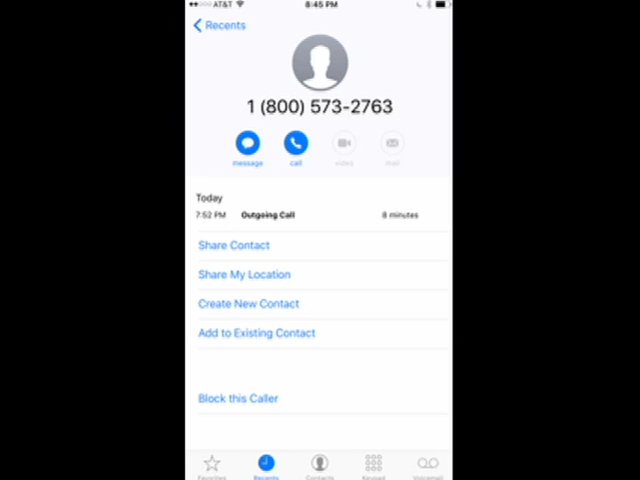 AT&T 8:45 PM
Recents
1 (800) 573-2763
message call video mail
Today
7:52 PM Outgoing Call 8 minutes
Share Contact
Share My Location
Create New Contact
Add to Existing Contact
Block this Caller
Favorites Recents Contacts Keypad Voicemail